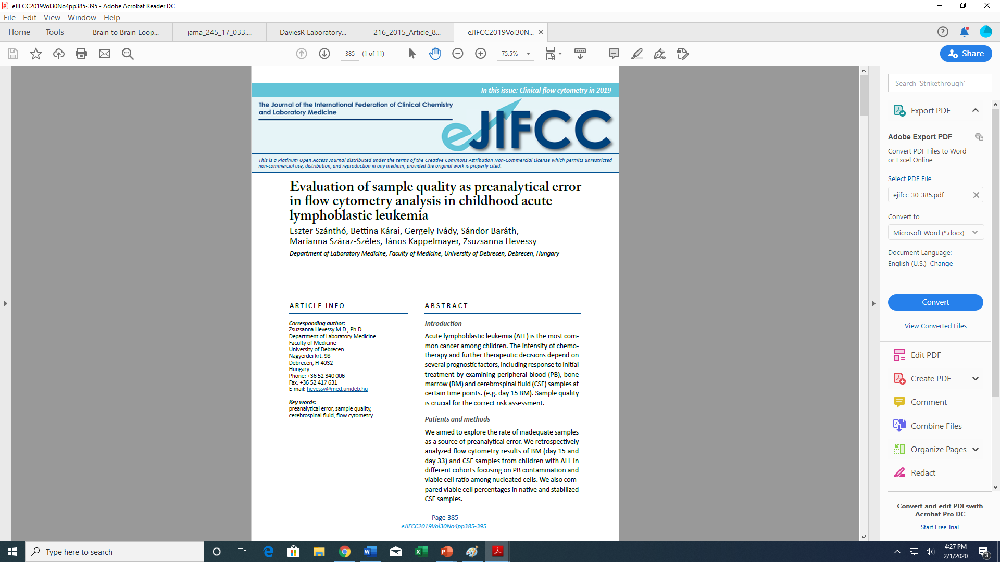 eJIFCC2019Vol30No4pp385-395 - Adobe Acrobat Reader DC
File Edit View Window Help
Home Tools Brain to Brain Loop... jama_245_17_033.... DaviesR Laboratory... 216_2015_Article_8... eJIFCC2019Vol30N...
385 (1 of 11) 75.5% Share
In this issue: Clinical flow cytometry in 2019
The Journal of the International Federation of Clinical Chemistry
and Laboratory Medicine
eJIFCC
This is a Platinum Open Access Journal distributed under the terms of the Creative Commons Attribution Non-Commercial License which permits unrestricted
non-commercial use, distribution, and reproduction in any medium, provided the original work is properly cited.
Evaluation of sample quality as preanalytical error
in flow cytometry analysis in childhood acute
lymphoblastic leukemia
Eszter Szánthó, Bettina Kárai, Gergely Ivády, Sándor Baráth,
Marianna Száraz-Széles, János Kappelmayer, Zsuzsanna Hevessy
Department of Laboratory Medicine, Faculty of Medicine, University of Debrecen, Debrecen, Hungary
ARTICLE INFO
Corresponding author:
Zsuzsanna Hevessy M.D., Ph.D.
Department of Laboratory Medicine
Faculty of Medicine
University of Debrecen
Nagyerdei krt. 98
Debrecen, H-4032
Hungary
Phone: +36 52 340 006
Fax: +36 52 417 631
E-mail: hevessy@med.unideb.hu
Key words:
preanalytical error, sample quality,
cerebrospinal fluid, flow cytometry
ABSTRACT
Introduction
Acute lymphoblastic leukemia (ALL) is the most com-
mon cancer among children. The intensity of chemo-
therapy and further therapeutic decisions depend on
several prognostic factors, including response to initial
treatment by examining peripheral blood (PB), bone
marrow (BM) and cerebrospinal fluid (CSF) samples at
certain time points. (e.g. day 15 BM). Sample quality
is crucial for the correct risk assessment.
Patients and methods
We aimed to explore the rate of inadequate samples
as a source of preanalytical error. We retrospectively
analyzed flow cytometry results of BM (day 15 and
day 33) and CSF samples from children with ALL in
different cohorts focusing on PB contamination and
viable cell ratio among nucleated cells. We also com-
pared viable cell percentages in native and stabilized
CSF samples.
Page 385
eJIFCC2019Vol30No4pp385-395
Search 'Strikethrough'
Export PDF
Adobe Export PDF
Convert PDF Files to Word
or Excel Online
Select PDF File
ejifcc-30-385.pdf
Convert to
Microsoft Word (*.docx)
Document Language:
English (U.S.) Change
Convert
View Converted Files
Edit PDF
Create PDF
Comment
Combine Files
Organize Pages
Redact
Convert and edit PDFswith
Acrobat Pro DC
Start Free Trial
Type here to search
4:27 PM
2/1/2020
3